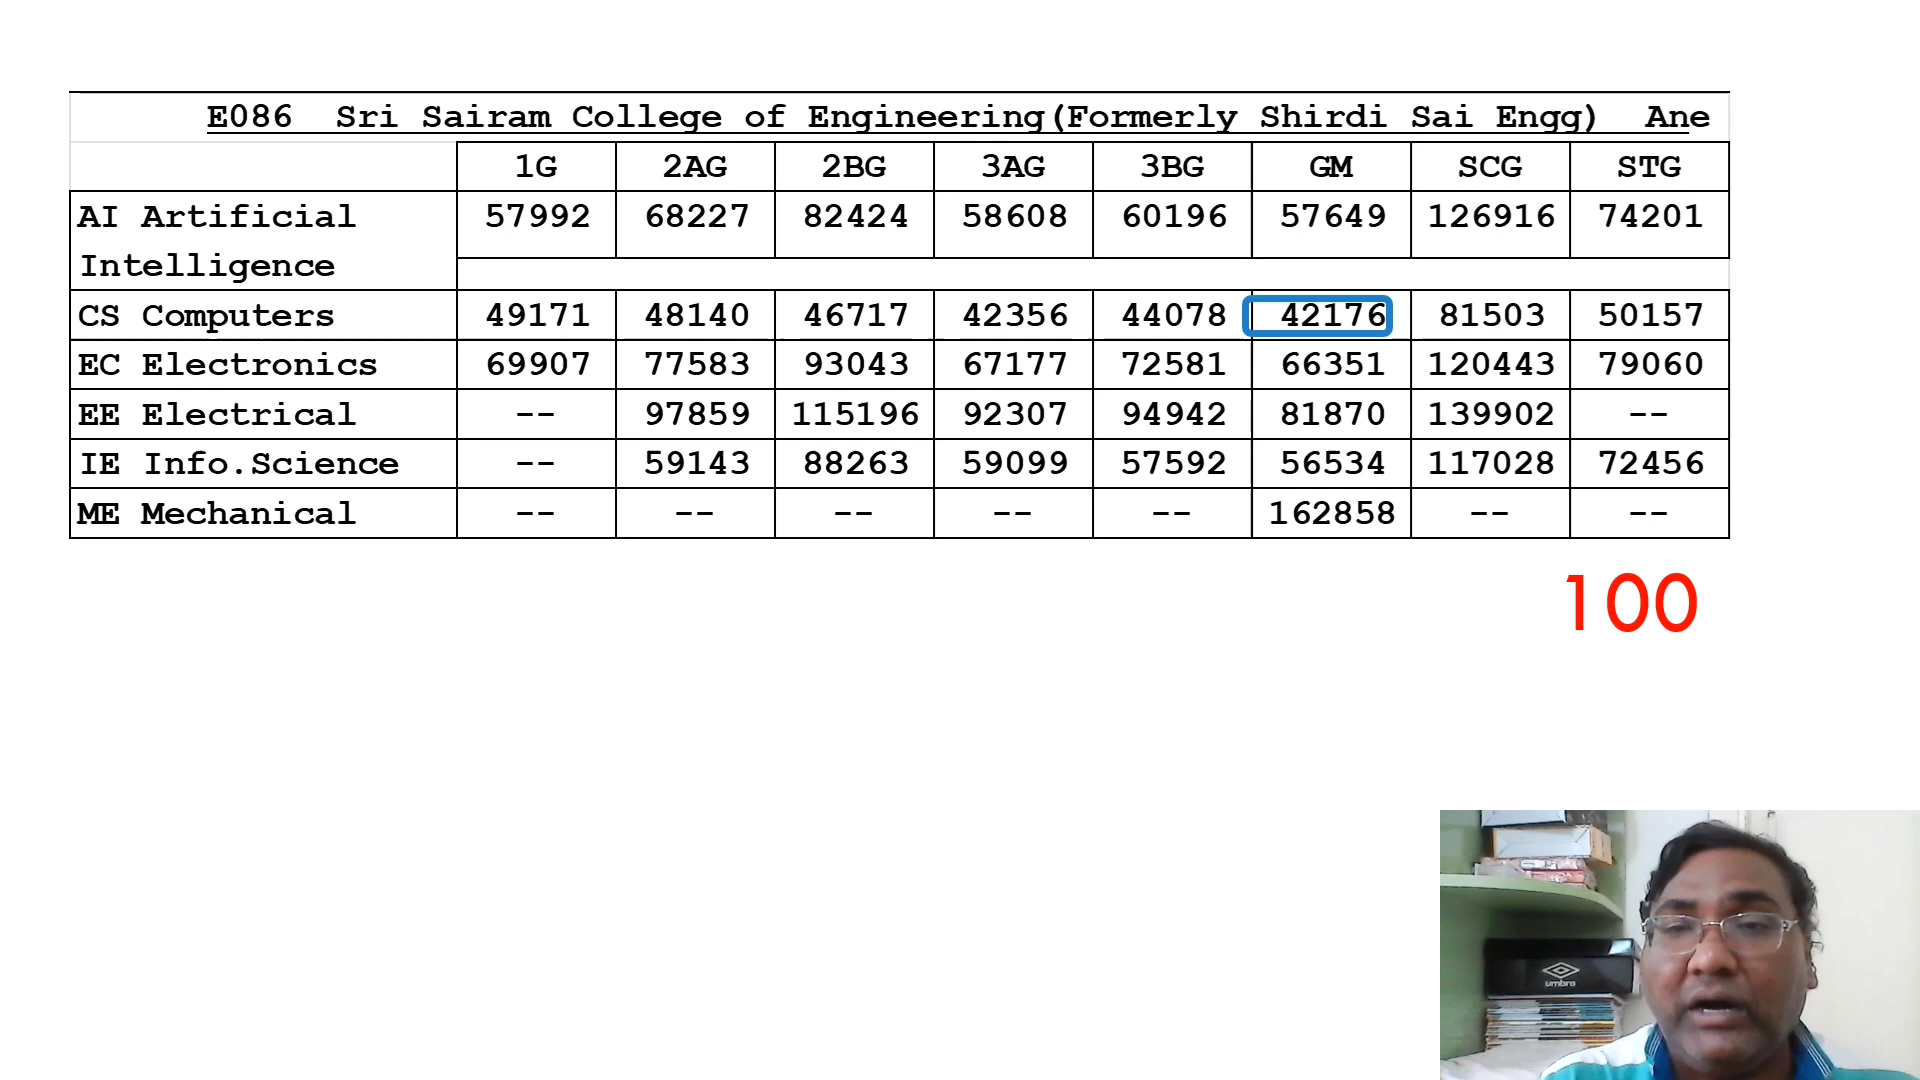 E086 Sri Sairam College of Engineering(Formerly Shirdi Sai Engg) Ane
1G 2AG 2BG 3AG 3BG GM SCG STG
AI Artificial Intelligence 57992 68227 82424 58608 60196 57649 126916 74201
CS Computers 49171 48140 46717 42356 44078 42176 81503 50157
EC Electronics 69907 77583 93043 67177 72581 66351 120443 79060
EE Electrical -- 97859 115196 92307 94942 81870 139902 --
IE Info.Science -- 59143 88263 59099 57592 56534 117028 72456
ME Mechanical -- -- -- -- -- 162858 -- --
100
umbro